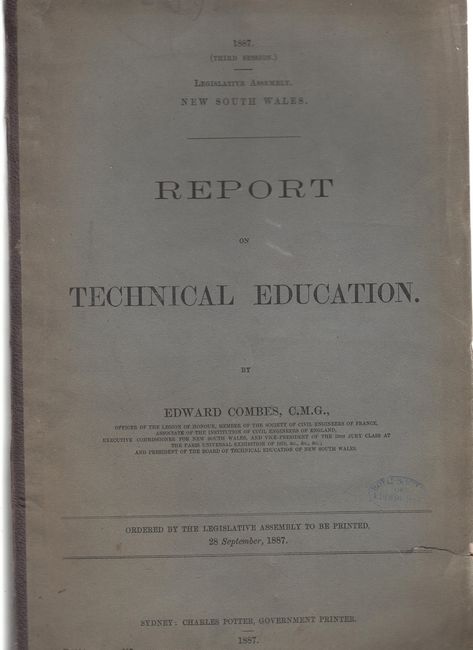 1887.
(THIRD SESSION.)
LEGISLATIVE ASSEMBLY.
NEW SOUTH WALES.
REPORT
ON
TECHNICAL EDUCATION.
BY
EDWARD COMBES, C.M.G.,
OFFICER OF THE LEGION OF HONOUR, MEMBER OF THE SOCIETY OF CIVIL ENGINEERS OF FRANCE,
ASSOCIATE OF THE INSTITUTION OF CIVIL ENGINEERS OF ENGLAND,
EXECUTIVE COMMISSIONER FOR NEW SOUTH WALES, AND VICE-PRESIDENT OF THE JURY CLASS AT
THE PARIS UNIVERSAL EXHIBITION OF 1878, &c., &c., &c.;
AND PRESIDENT OF THE BOARD OF TECHNICAL EDUCATION OF NEW SOUTH WALES.
ORDERED BY THE LEGISLATIVE ASSEMBLY TO BE PRINTED,
28 September, 1887.
SYDNEY: CHARLES POTTER, GOVERNMENT PRINTER.
1887.